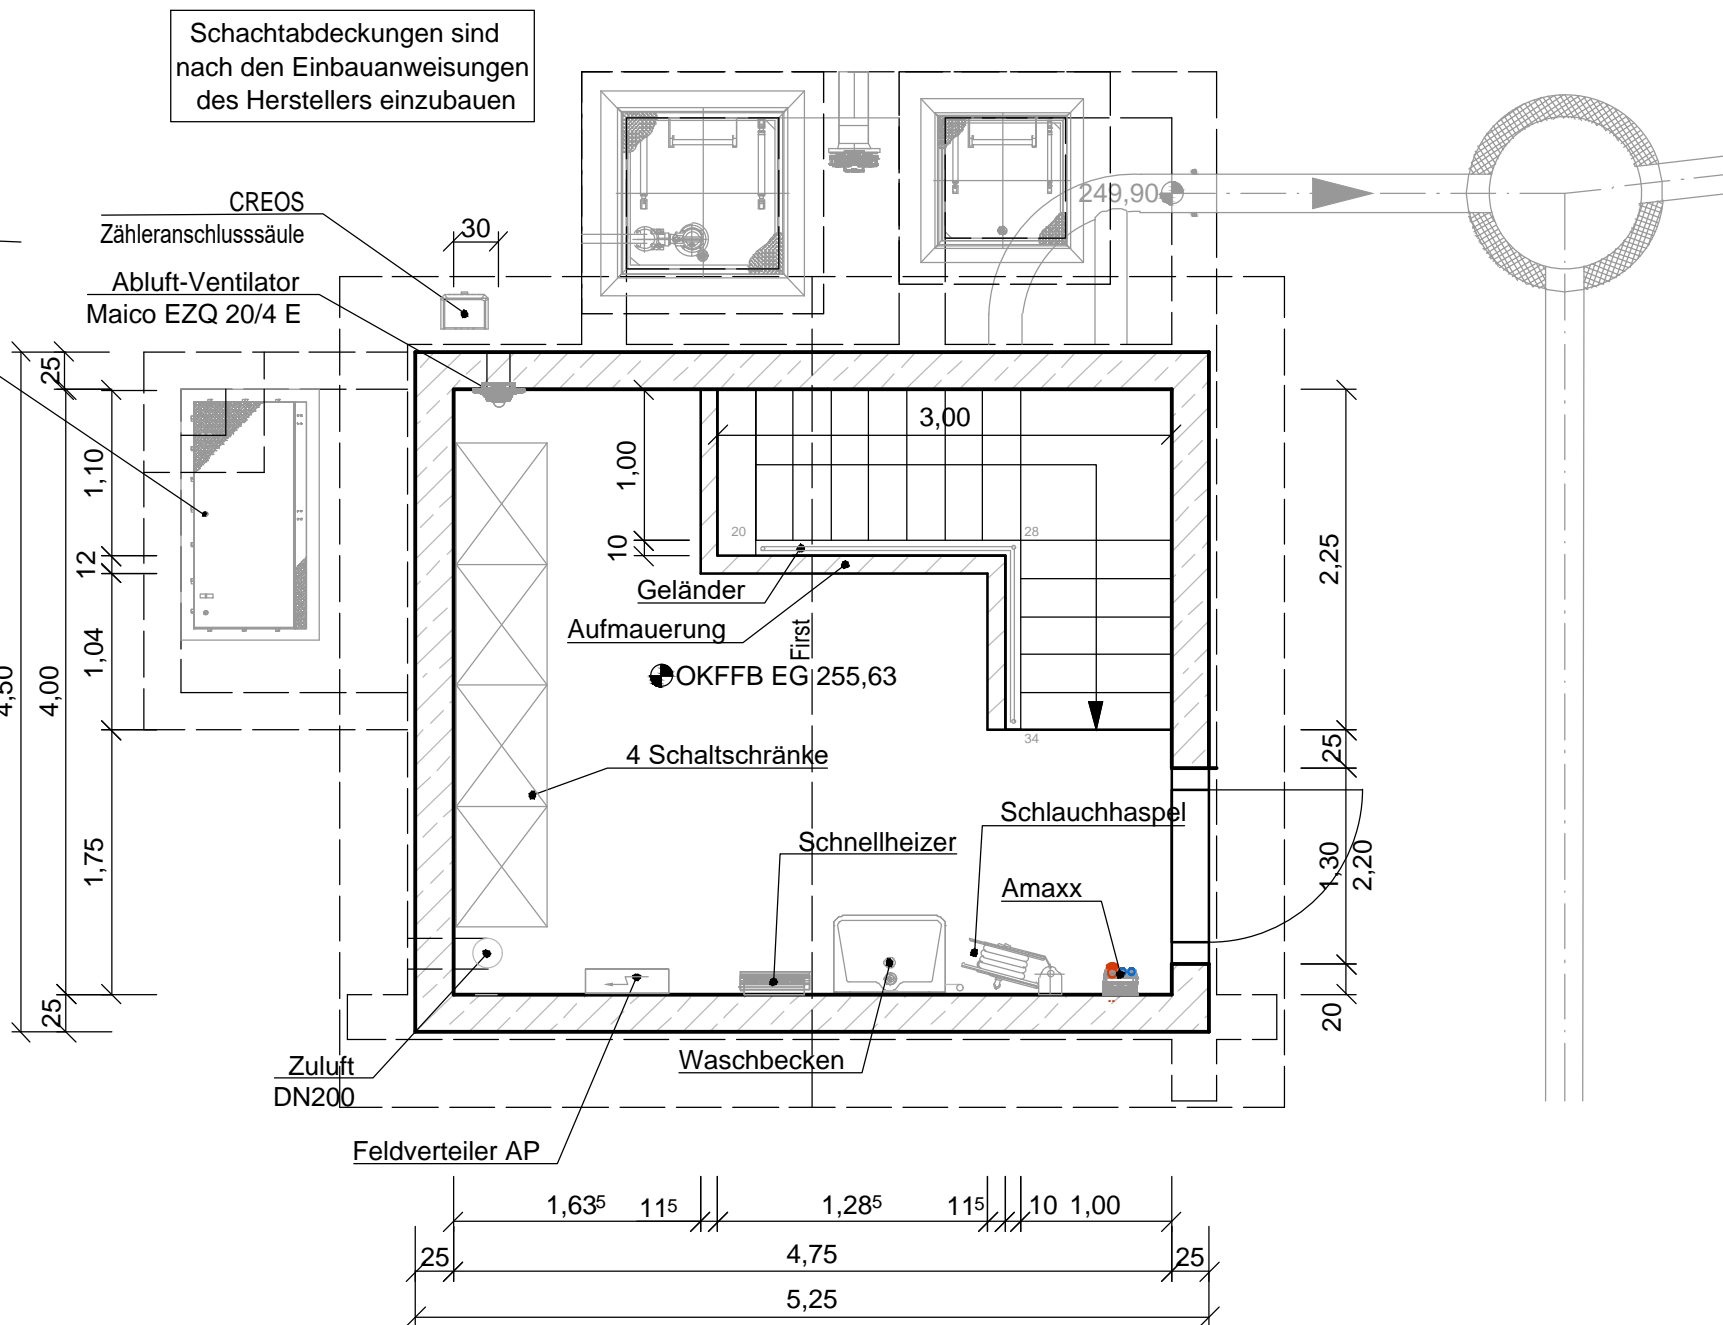 Schachtabdeckungen sind
nach den Einbauanweisungen
des Herstellers einzubauen
CREOS
Zähleranschlusssäule
30
249,90
Abluft-Ventilator
Maico EZQ 20/4 E
25
1,10
12
1,04
1,75
25
4,00
4,50
3,00
1,00
10
20
28
34
Geländer
Aufmauerung
First
OKFFB EG 255,63
4 Schaltschränke
Schlauchhaspel
Schnellheizer
Amaxx
2,25
25
1,30
2,20
20
Waschbecken
Zuluft
DN200
Feldverteiler AP
1,63⁵ 11⁵ 1,28⁵ 11⁵ 10 1,00
25 4,75 25
5,25